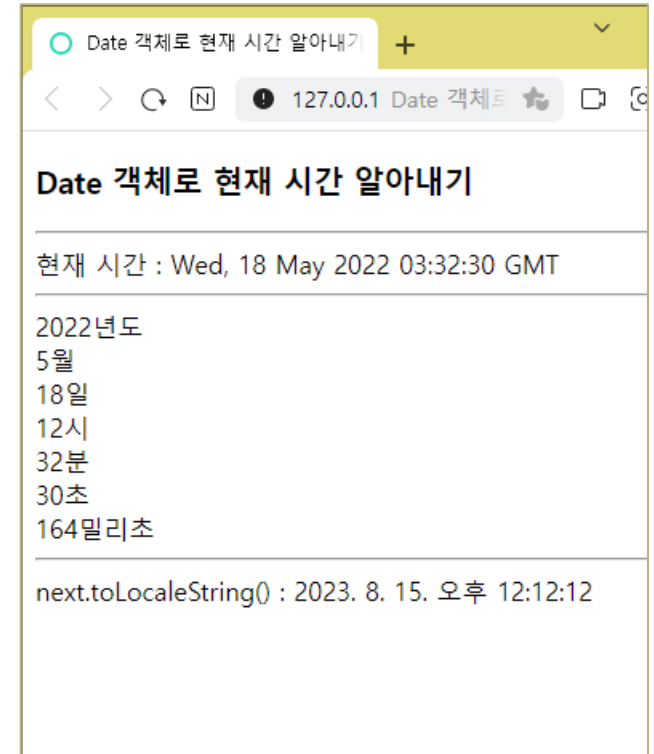 Date 객체로 현재 시간 알아내기
127.0.0.1 Date 객체로
Date 객체로 현재 시간 알아내기
현재 시간 : Wed, 18 May 2022 03:32:30 GMT
2022년도
5월
18일
12시
32분
30초
164밀리초
next.toLocaleString() : 2023. 8. 15. 오후 12:12:12